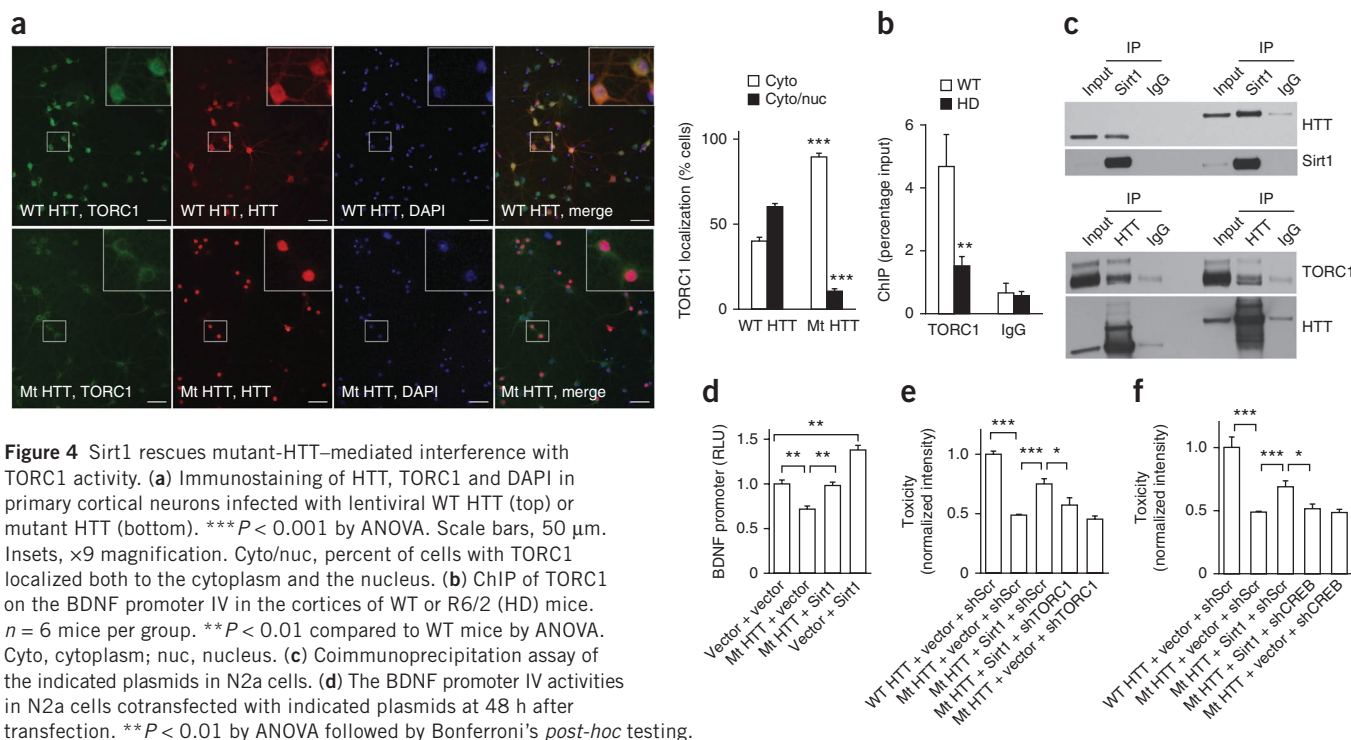 a
WT HTT, TORC1
WT HTT, HTT
WT HTT, DAPI
WT HTT, merge
Mt HTT, TORC1
Mt HTT, HTT
Mt HTT, DAPI
Mt HTT, merge
Cyto
Cyto/nuc
TORC1 localization (% cells)
100
50
0
***
***
WT HTT
Mt HTT
b
WT
HD
ChIP (percentage input)
6
4
2
0
**
TORC1
IgG
c
IP
IP
Input
Sirt1
IgG
Input
Sirt1
IgG
HTT
Sirt1
IP
IP
Input
HTT
IgG
Input
HTT
IgG
TORC1
HTT
d
BDNF promoter (RLU)
1.5
1.0
0.5
0
**
**
**
Vector + vector
Mt HTT + vector
Mt HTT + Sirt1
Vector + Sirt1
e
Toxicity
(normalized intensity)
1.0
0.5
0
***
***
*
WT HTT + vector + shScr
Mt HTT + vector + shScr
Mt HTT + Sirt1 + shScr
Mt HTT + Sirt1 + shTORC1
Mt HTT + vector + shTORC1
f
Toxicity
(normalized intensity)
1.0
0.5
0
***
***
*
WT HTT + vector + shScr
Mt HTT + vector + shScr
Mt HTT + Sirt1 + shScr
Mt HTT + Sirt1 + shCREB
Mt HTT + vector + shCREB
Figure 4 Sirt1 rescues mutant-HTT–mediated interference with
TORC1 activity. (a) Immunostaining of HTT, TORC1 and DAPI in
primary cortical neurons infected with lentiviral WT HTT (top) or
mutant HTT (bottom). ***P < 0.001 by ANOVA. Scale bars, 50 μm.
Insets, ×9 magnification. Cyto/nuc, percent of cells with TORC1
localized both to the cytoplasm and the nucleus. (b) ChIP of TORC1
on the BDNF promoter IV in the cortices of WT or R6/2 (HD) mice.
n = 6 mice per group. **P < 0.01 compared to WT mice by ANOVA.
Cyto, cytoplasm; nuc, nucleus. (c) Coimmunoprecipitation assay of
the indicated plasmids in N2a cells. (d) The BDNF promoter IV activities
in N2a cells cotransfected with indicated plasmids at 48 h after
transfection. **P < 0.01 by ANOVA followed by Bonferroni's post-hoc testing.